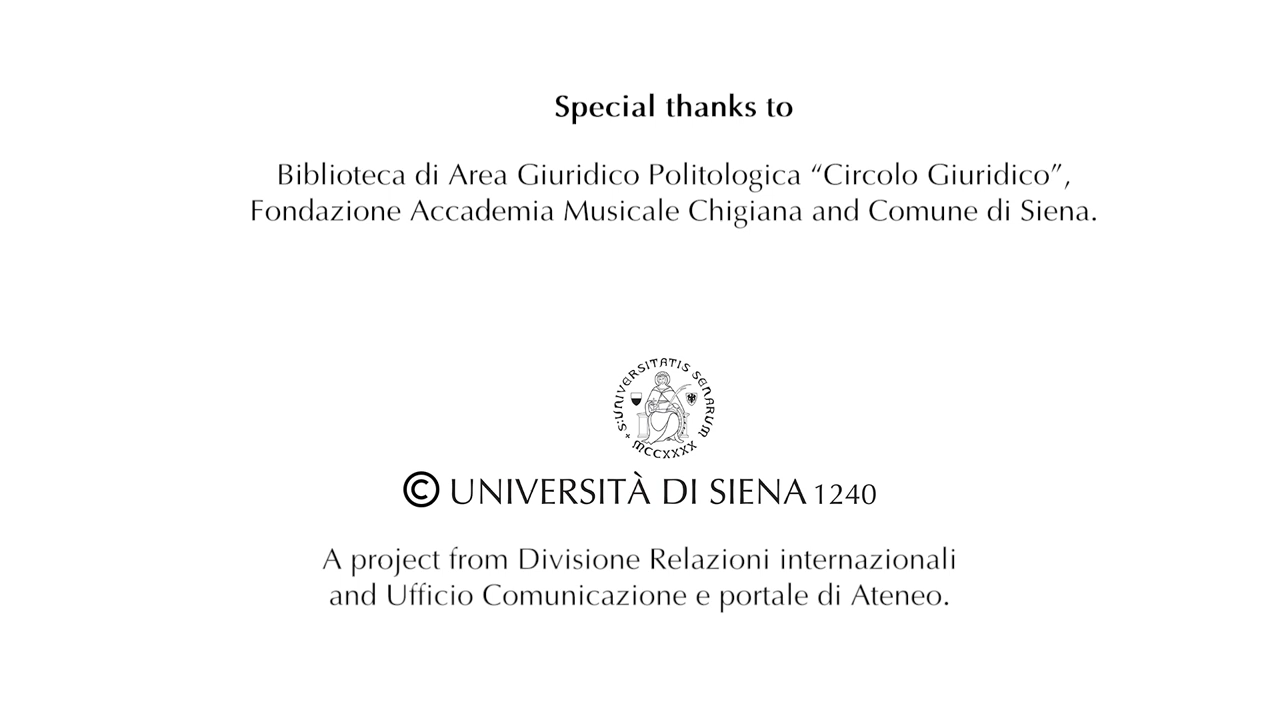 Special thanks to
Biblioteca di Area Giuridico Politologica “Circolo Giuridico”,
Fondazione Accademia Musicale Chigiana and Comune di Siena.
S:UNIVERSITATIS SENARUM
MCCXXXX
© UNIVERSITÀ DI SIENA 1240
A project from Divisione Relazioni internazionali
and Ufficio Comunicazione e portale di Ateneo.